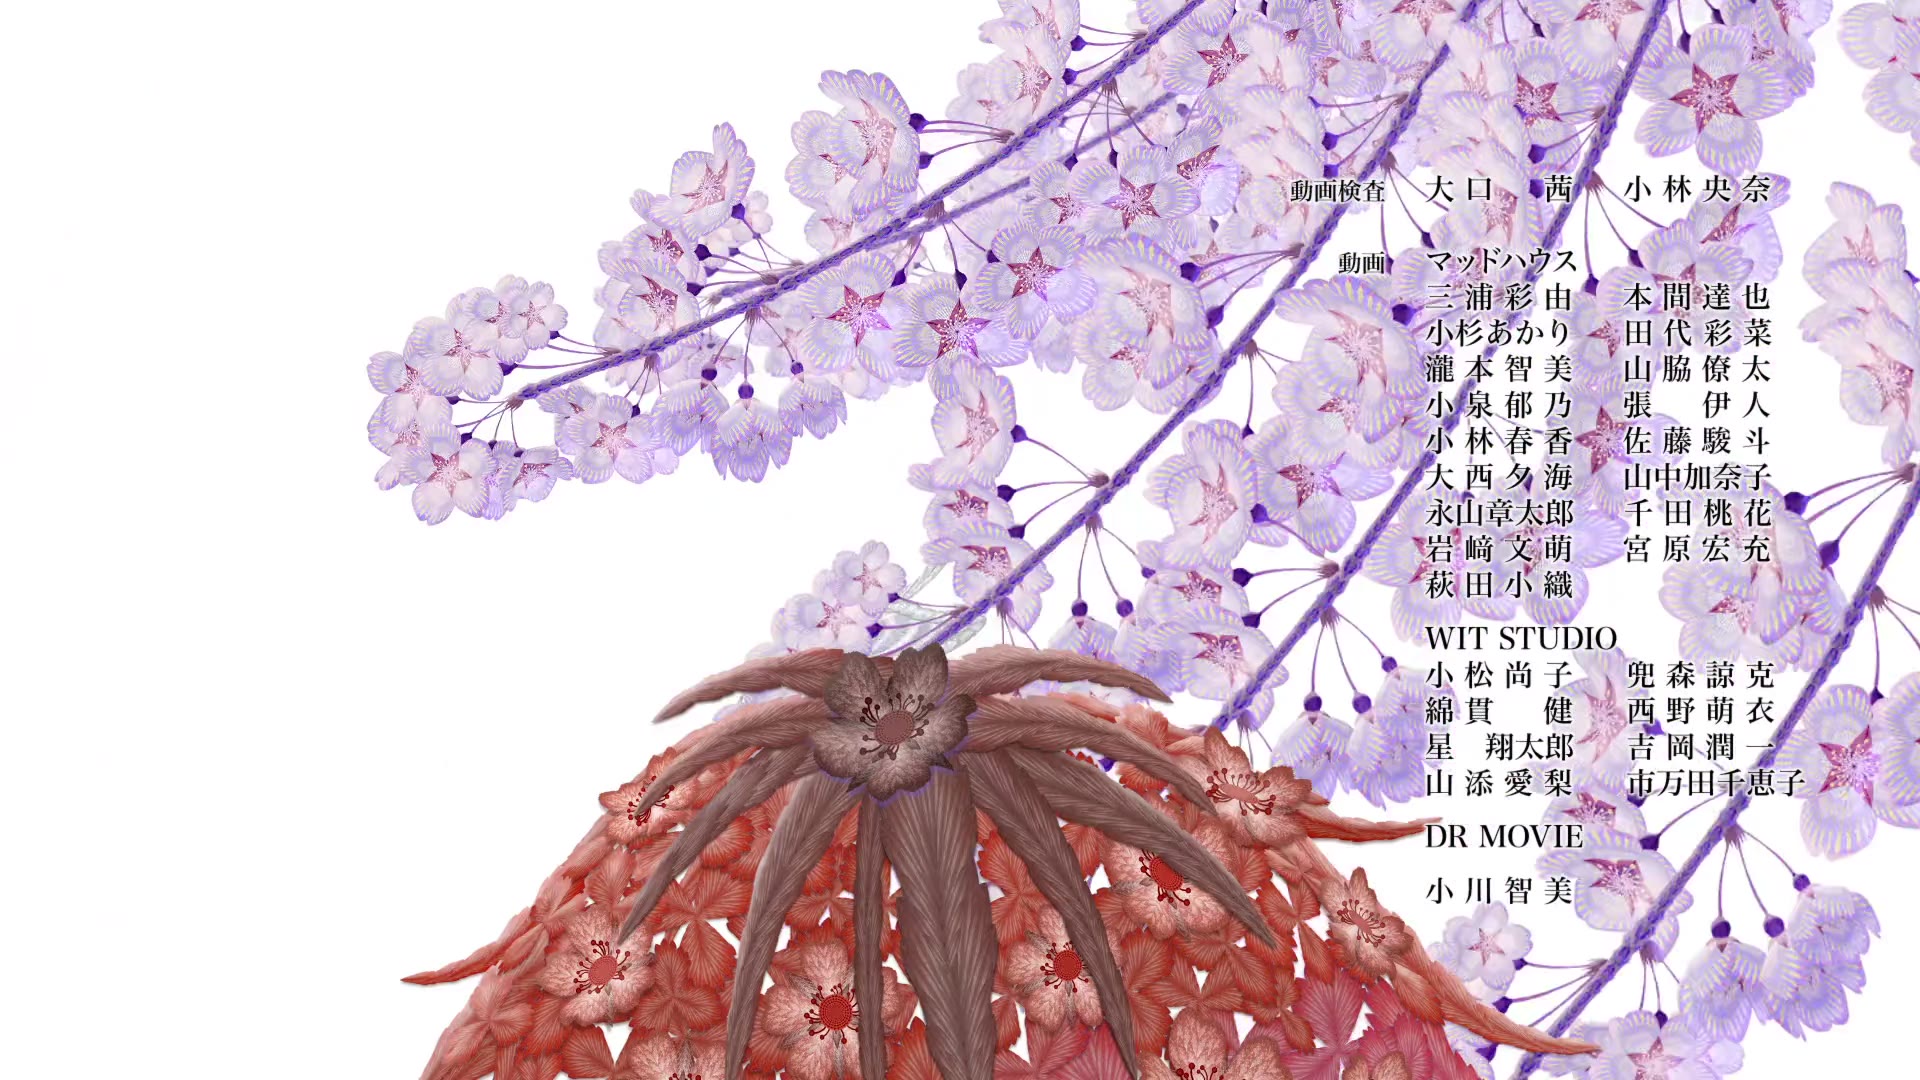 動画検査 大口 茜 小林央奈
動画 マッドハウス
三浦彩由 本間達也
小杉あかり 田代彩菜
瀧本智美 山脇僚太
小泉郁乃 張 伊人
小林春香 佐藤駿斗
大西夕海 山中加奈子
永山章太郎 千田桃花
岩﨑文萌 宮原宏充
萩田小織
WIT STUDIO
小松尚子 兜森諒克
綿貫 健 西野萌衣
星 翔太郎 吉岡潤一
山添愛梨 市万田千恵子
DR MOVIE
小川智美